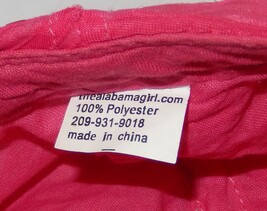 thealabamagirl.com
100% Polyester
209-931-9018
made in china